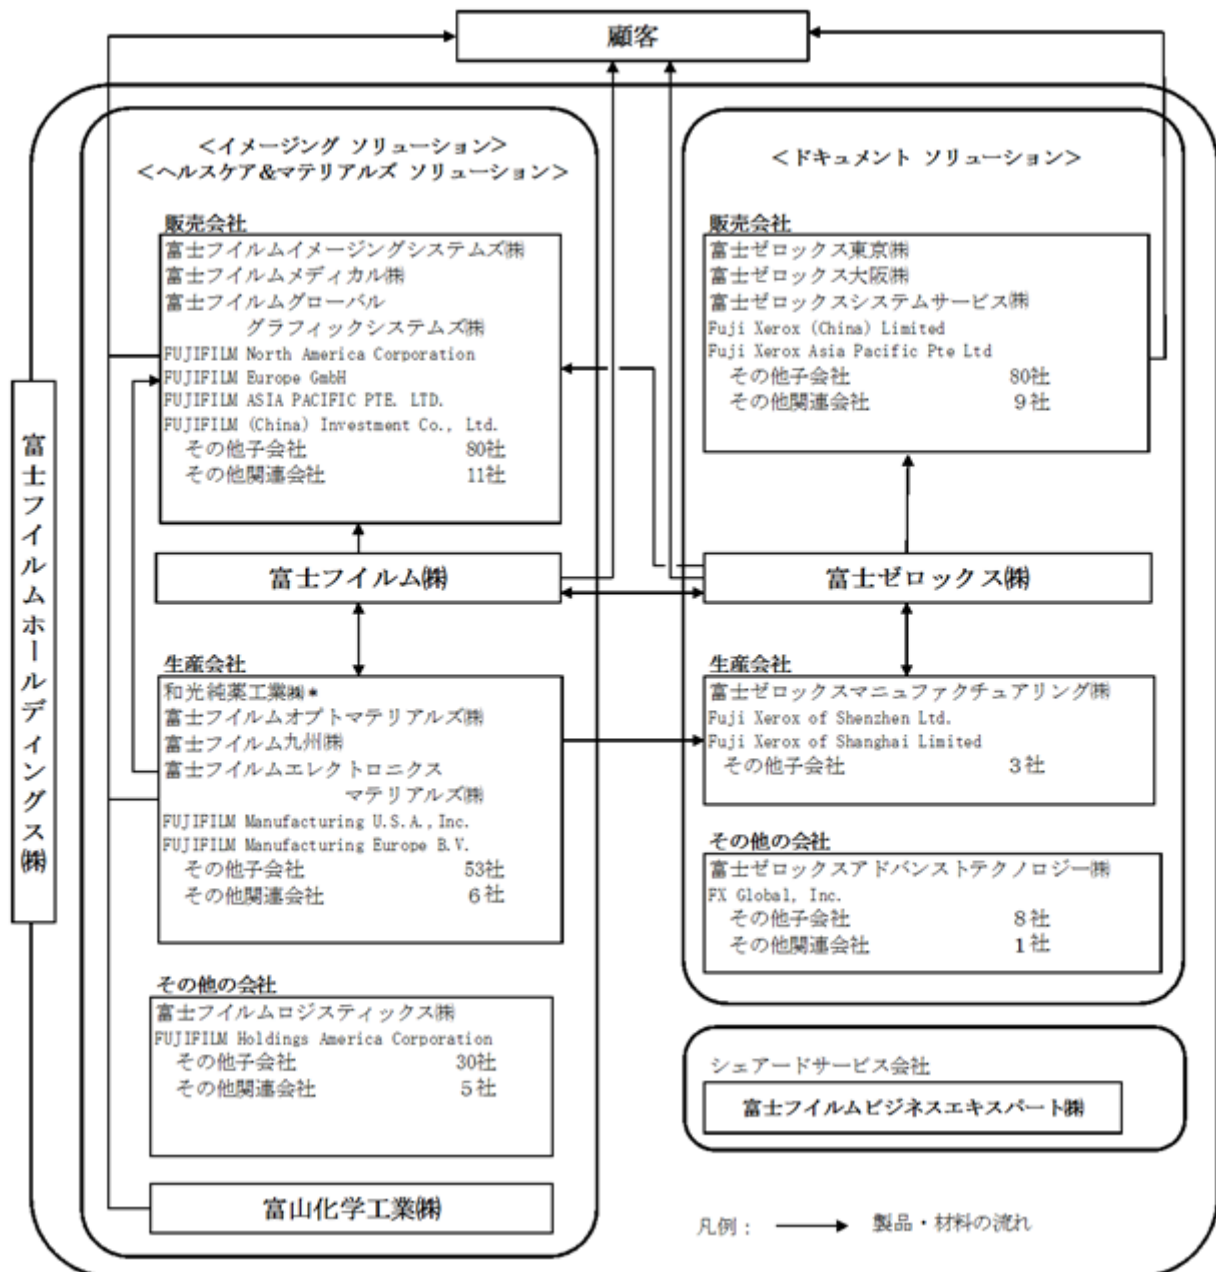 顧客
<イメージング ソリューション>
<ヘルスケア&マテリアルズ ソリューション>
販売会社
富士フイルムイメージングシステムズ㈱
富士フイルムメディカル㈱
富士フイルムグローバル
グラフィックシステムズ㈱
FUJIFILM North America Corporation
FUJIFILM Europe GmbH
FUJIFILM ASIA PACIFIC PTE. LTD.
FUJIFILM (China) Investment Co., Ltd.
その他子会社 80社
その他関連会社 11社
富士フイルム㈱
生産会社
和光純薬工業㈱*
富士フイルムオプトマテリアルズ㈱
富士フイルム九州㈱
富士フイルムエレクトロニクス
マテリアルズ㈱
FUJIFILM Manufacturing U.S.A.,Inc.
FUJIFILM Manufacturing Europe B.V.
その他子会社 53社
その他関連会社 6社
その他の会社
富士フイルムロジスティックス㈱
FUJIFILM Holdings America Corporation
その他子会社 30社
その他関連会社 5社
富山化学工業㈱
<ドキュメント ソリューション>
販売会社
富士ゼロックス東京㈱
富士ゼロックス大阪㈱
富士ゼロックスシステムサービス㈱
Fuji Xerox (China) Limited
Fuji Xerox Asia Pacific Pte Ltd
その他子会社 80社
その他関連会社 9社
富士ゼロックス㈱
生産会社
富士ゼロックスマニュファクチュアリング㈱
Fuji Xerox of Shenzhen Ltd.
Fuji Xerox of Shanghai Limited
その他子会社 3社
その他の会社
富士ゼロックスアドバンストテクノロジー㈱
FX Global, Inc.
その他子会社 8社
その他関連会社 1社
シェアードサービス会社
富士フイルムビジネスエキスパート㈱
凡例： 製品・材料の流れ
富士フイルムホールディングス㈱